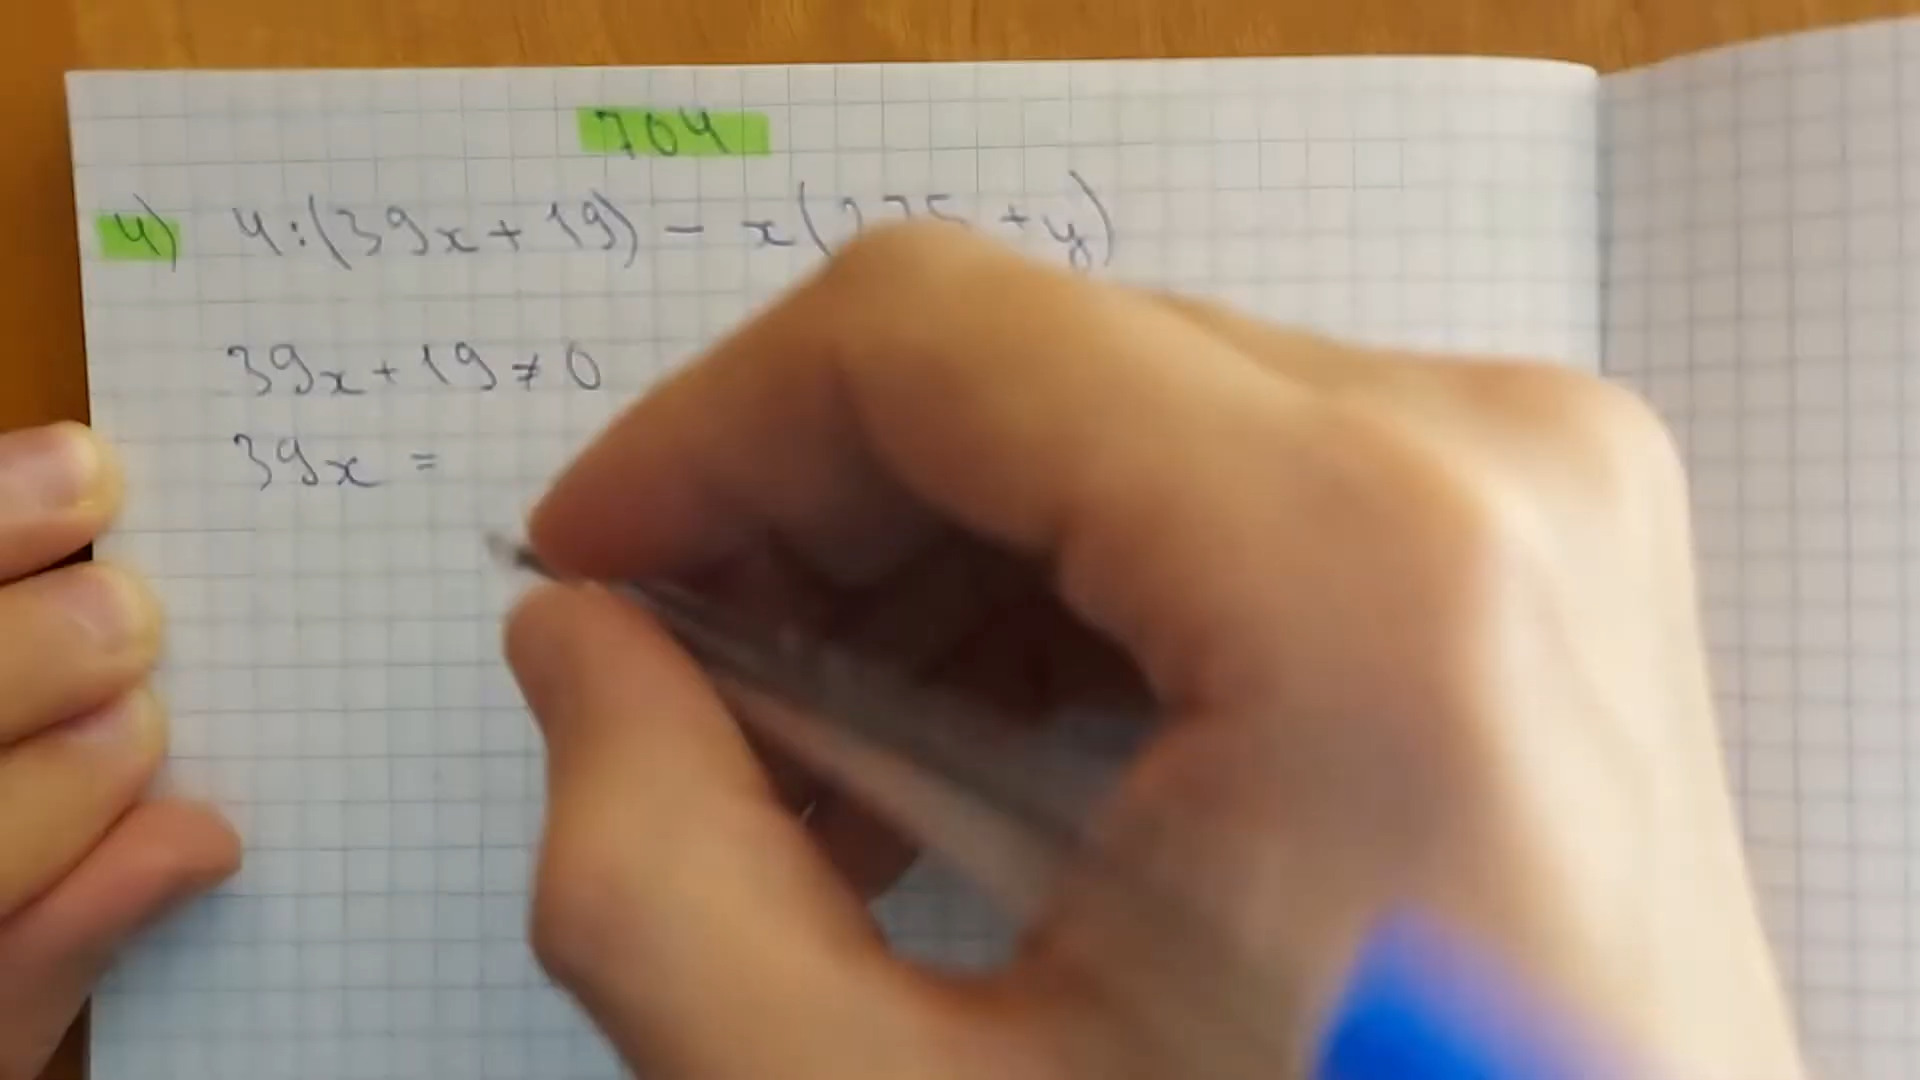 704
4) 4:(39x + 19) - x( + y)
39x + 19 ≠ 0
39x =